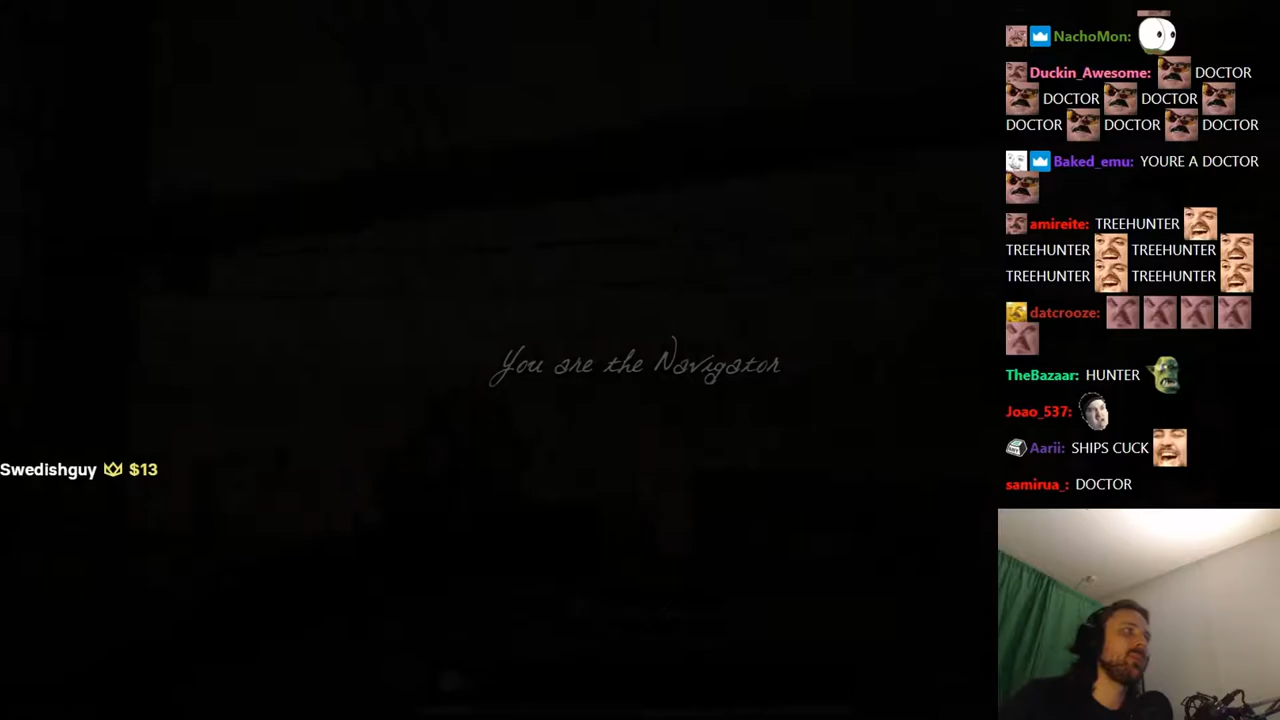 NachoMon:
Duckin_Awesome: DOCTOR
DOCTOR DOCTOR
DOCTOR DOCTOR DOCTOR
Baked_emu: YOURE A DOCTOR
amireite: TREEHUNTER
TREEHUNTER TREEHUNTER
TREEHUNTER TREEHUNTER
datcrooze:
You are the Navigator
TheBazaar: HUNTER
Joao_537:
Aarii: SHIPS CUCK
Swedishguy $13
samirua_: DOCTOR